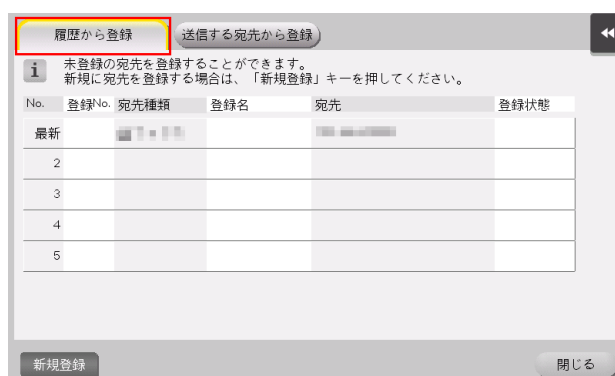 履歴から登録
送信する宛先から登録
未登録の宛先を登録することができます。
新規に宛先を登録する場合は、「新規登録」キーを押してください。
No. 登録No. 宛先種類 登録名 宛先 登録状態
最新
2
3
4
5
新規登録 閉じる